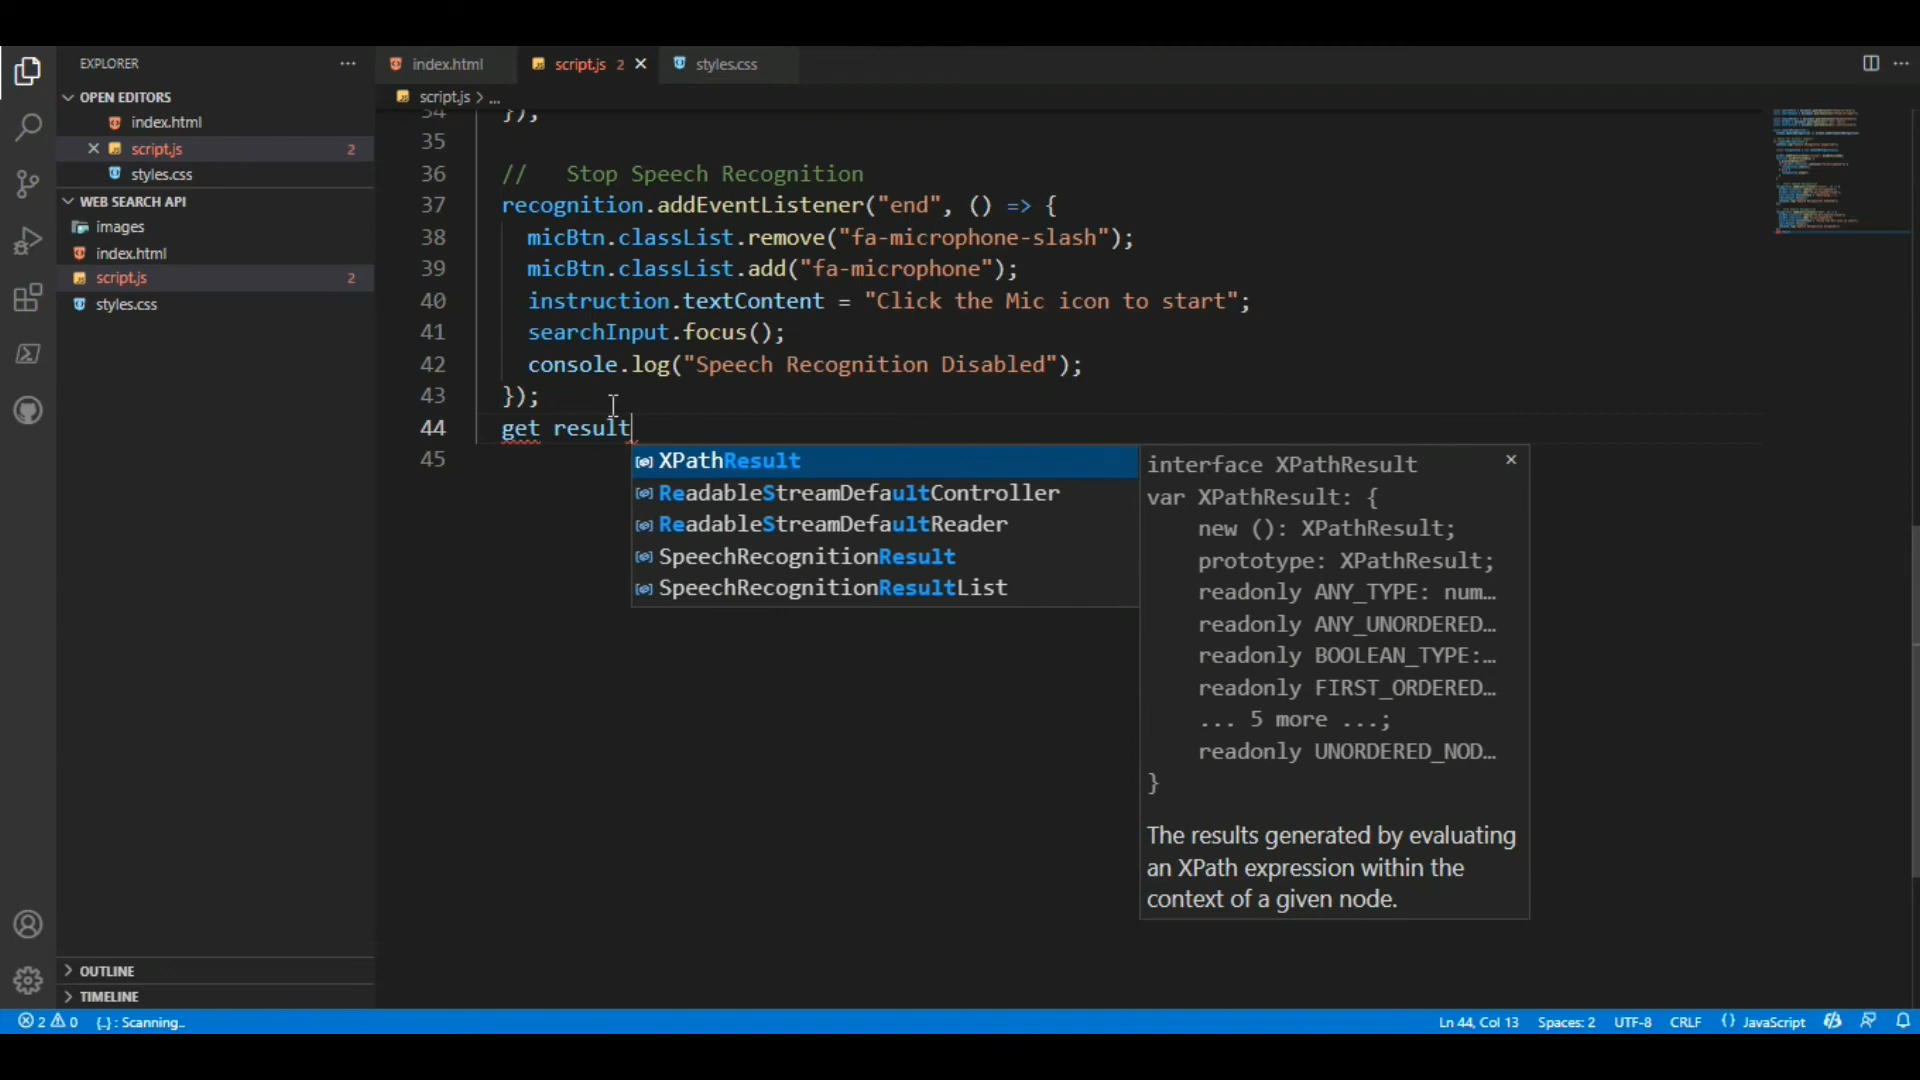 EXPLORER
OPEN EDITORS
index.html
script.js 2
styles.css
WEB SEARCH API
images
index.html
script.js 2
styles.css
OUTLINE
TIMELINE
index.html
script.js 2
styles.css
script.js > ...
34 });
35
36 // Stop Speech Recognition
37 recognition.addEventListener("end", () => {
38 micBtn.classList.remove("fa-microphone-slash");
39 micBtn.classList.add("fa-microphone");
40 instruction.textContent = "Click the Mic icon to start";
41 searchInput.focus();
42 console.log("Speech Recognition Disabled");
43 });
44 get result
45
XPathResult
ReadableStreamDefaultController
ReadableStreamDefaultReader
SpeechRecognitionResult
SpeechRecognitionResultList
interface XPathResult
var XPathResult: {
new (): XPathResult;
prototype: XPathResult;
readonly ANY_TYPE: num…
readonly ANY_UNORDERED…
readonly BOOLEAN_TYPE:…
readonly FIRST_ORDERED…
... 5 more ...;
readonly UNORDERED_NOD…
}
The results generated by evaluating
an XPath expression within the
context of a given node.
2 0 {..} : Scanning..
Ln 44, Col 13 Spaces: 2 UTF-8 CRLF {} JavaScript